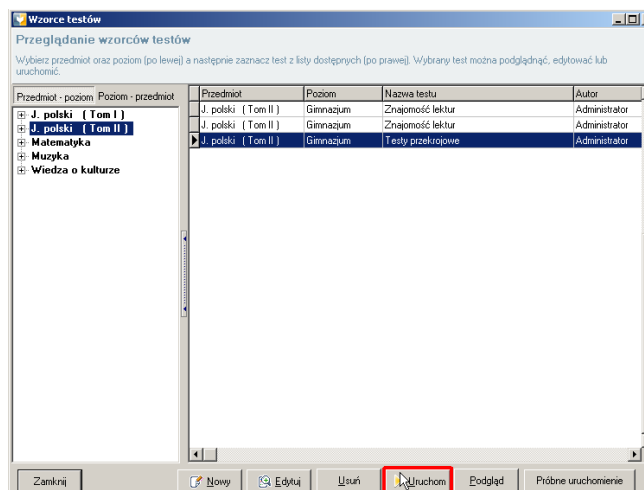 Wzorce testów
Przeglądanie wzorców testów
Wybierz przedmiot oraz poziom (po lewej) a następnie zaznacz test z listy dostępnych (po prawej). Wybrany test można podglądnąć, edytować lub
uruchomić.
Przedmiot - poziom Poziom - przedmiot
J. polski ( Tom I )
J. polski ( Tom II )
Matematyka
Muzyka
Wiedza o kulturze
Przedmiot Poziom Nazwa testu Autor
J. polski ( Tom II ) Gimnazjum Znajomość lektur Administrator
J. polski ( Tom II ) Gimnazjum Znajomość lektur Administrator
J. polski ( Tom II ) Gimnazjum Testy przekrojowe Administrator
Zamknij Nowy Edytuj Usuń Uruchom Podgląd Próbne uruchomienie